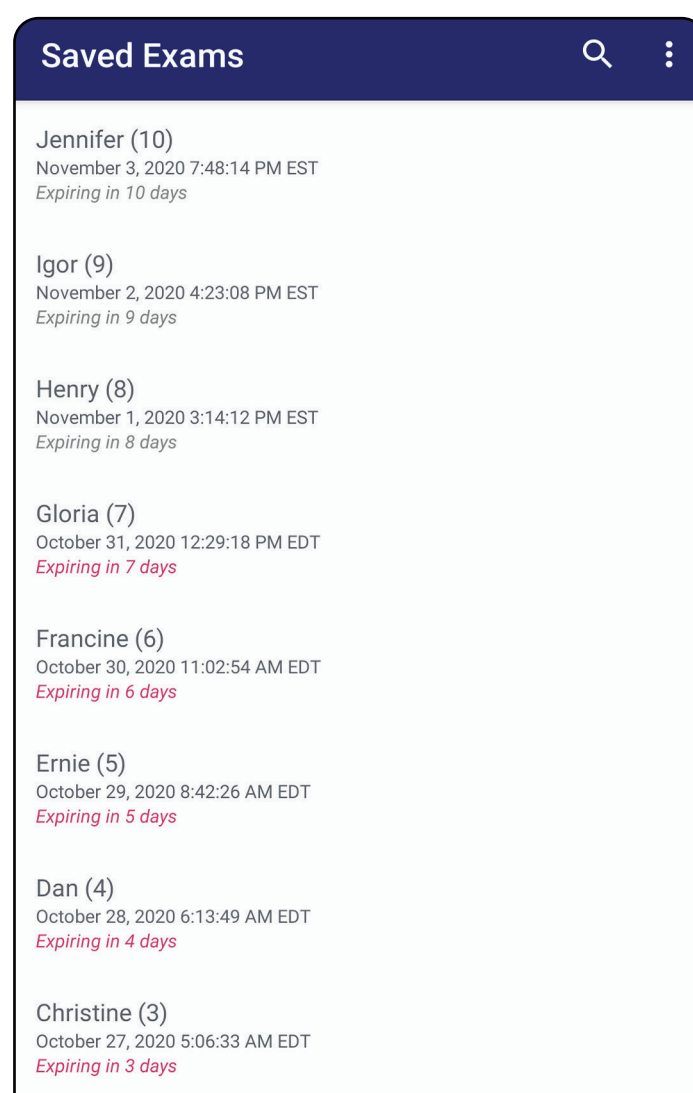 Saved Exams
Jennifer (10)
November 3, 2020 7:48:14 PM EST
Expiring in 10 days
Igor (9)
November 2, 2020 4:23:08 PM EST
Expiring in 9 days
Henry (8)
November 1, 2020 3:14:12 PM EST
Expiring in 8 days
Gloria (7)
October 31, 2020 12:29:18 PM EDT
Expiring in 7 days
Francine (6)
October 30, 2020 11:02:54 AM EDT
Expiring in 6 days
Ernie (5)
October 29, 2020 8:42:26 AM EDT
Expiring in 5 days
Dan (4)
October 28, 2020 6:13:49 AM EDT
Expiring in 4 days
Christine (3)
October 27, 2020 5:06:33 AM EDT
Expiring in 3 days